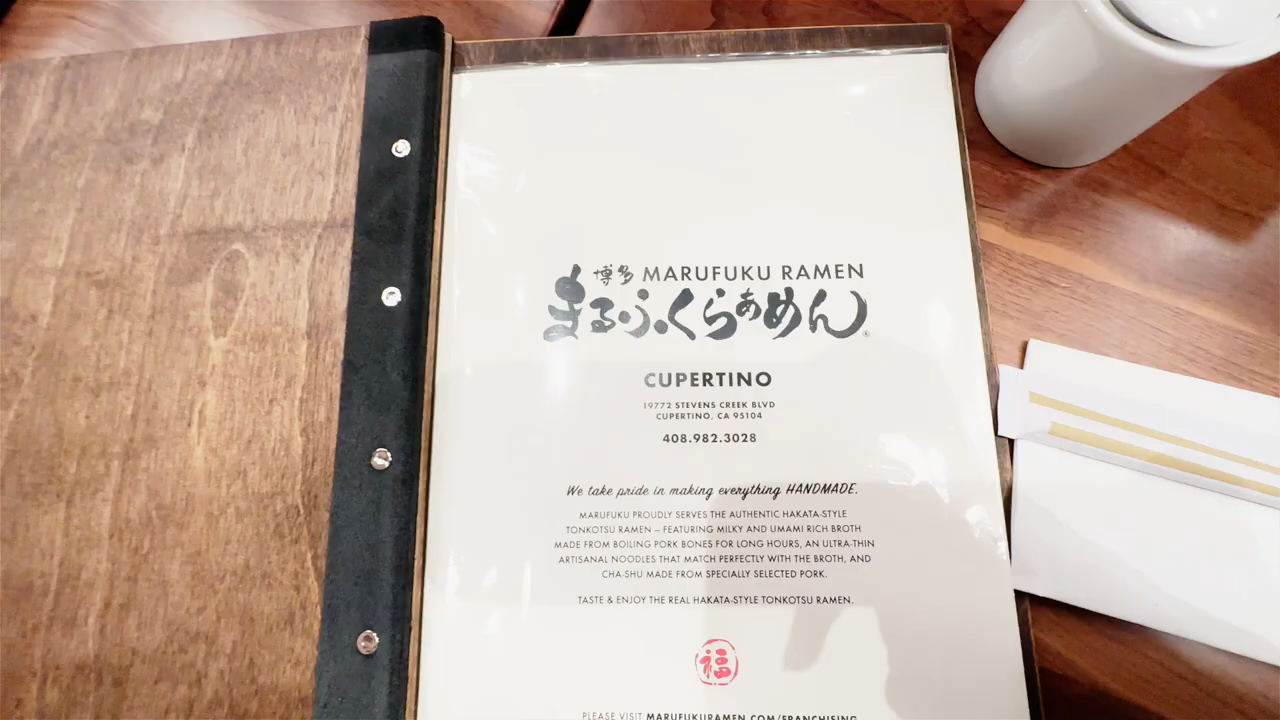 博多 MARUFUKU RAMEN
まるふくらぁめん
CUPERTINO
19772 STEVENS CREEK BLVD
CUPERTINO, CA 95104
408.982.3028
We take pride in making everything HANDMADE.
MARUFUKU PROUDLY SERVES THE AUTHENTIC HAKATA-STYLE
TONKOTSU RAMEN – FEATURING MILKY AND UMAMI RICH BROTH
MADE FROM BOILING PORK BONES FOR LONG HOURS, AN ULTRA-THIN
ARTISANAL NOODLES THAT MATCH PERFECTLY WITH THE BROTH, AND
CHA-SHU MADE FROM SPECIALLY SELECTED PORK.
TASTE & ENJOY THE REAL HAKATA-STYLE TONKOTSU RAMEN.
福
PLEASE VISIT MARUFUKURAMEN.COM/FRANCHISING